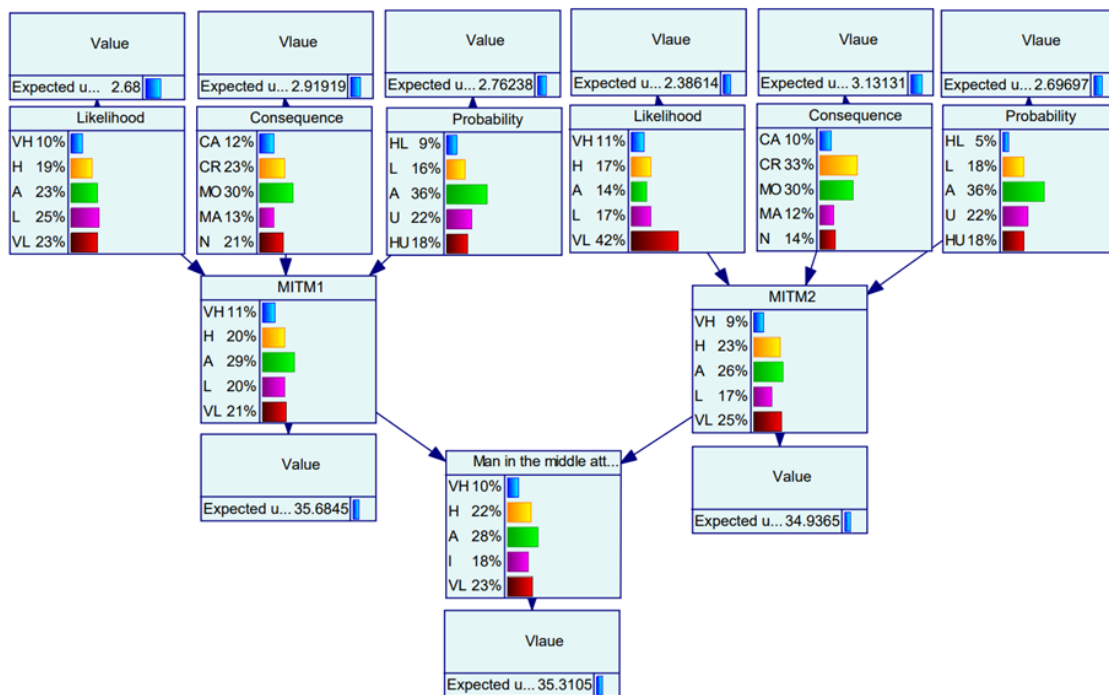 Value
Expected u... 2.68
Vlaue
Expected u... 2.91919
Value
Expected u... 2.76238
Vlaue
Expected u... 2.38614
Vlaue
Expected u... 3.13131
Vlaue
Expected u... 2.69697
Likelihood
VH 10%
H 19%
A 23%
L 25%
VL 23%
Consequence
CA 12%
CR 23%
MO 30%
MA 13%
N 21%
Probability
HL 9%
L 16%
A 36%
U 22%
HU 18%
Likelihood
VH 11%
H 17%
A 14%
L 17%
VL 42%
Consequence
CA 10%
CR 33%
MO 30%
MA 12%
N 14%
Probability
HL 5%
L 18%
A 36%
U 22%
HU 18%
MITM1
VH 11%
H 20%
A 29%
L 20%
VL 21%
MITM2
VH 9%
H 23%
A 26%
L 17%
VL 25%
Value
Expected u... 35.6845
Man in the middle att...
VH 10%
H 22%
A 28%
I 18%
VL 23%
Value
Expected u... 34.9365
Vlaue
Expected u... 35.3105